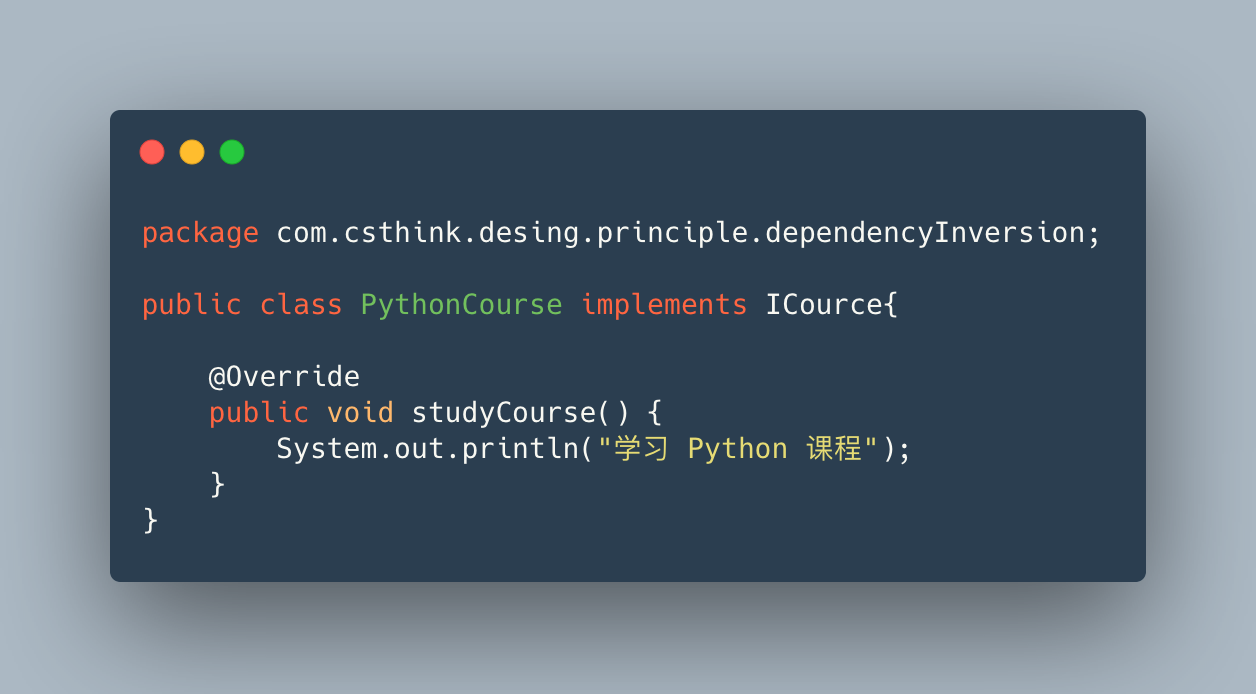 package com.csthink.desing.principle.dependencyInversion;
public class PythonCourse implements ICource{
@Override
public void studyCourse() {
System.out.println("学习 Python 课程");
}
}